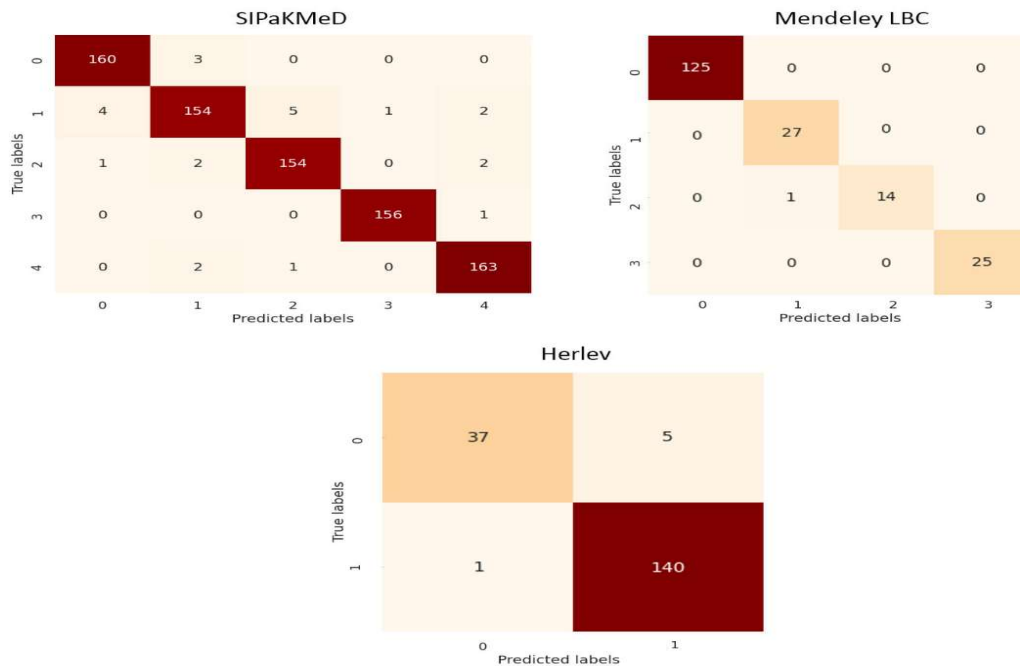 SIPaKMeD
True labels
0 160 3 0 0 0
1 4 154 5 1 2
2 1 2 154 0 2
3 0 0 0 156 1
4 0 2 1 0 163
0 1 2 3 4
Predicted labels
Mendeley LBC
True labels
0 125 0 0 0
1 0 27 0 0
2 0 1 14 0
3 0 0 0 25
0 1 2 3
Predicted labels
Herlev
True labels
0 37 5
1 1 140
0 1
Predicted labels